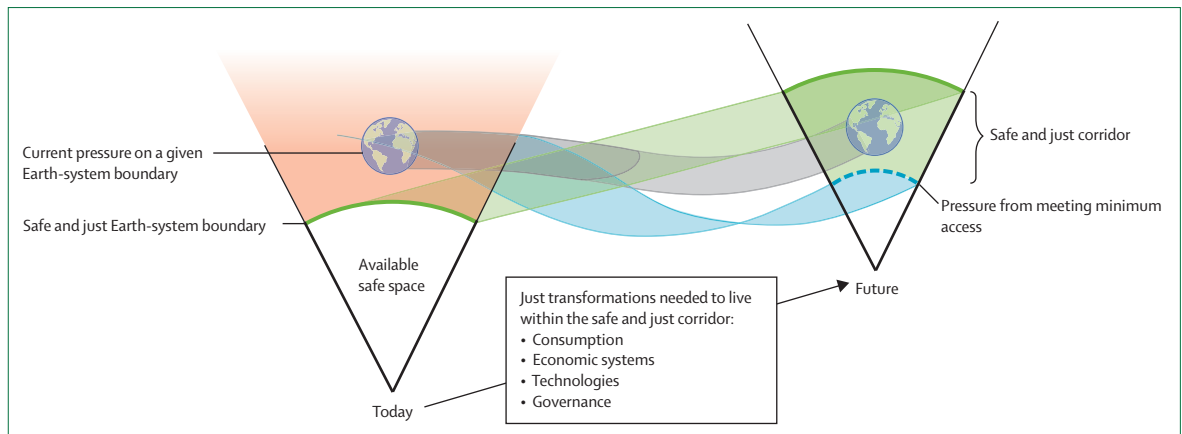 Current pressure on a given
Earth-system boundary
Safe and just Earth-system boundary
Available
safe space
Today
Just transformations needed to live
within the safe and just corridor:
• Consumption
• Economic systems
• Technologies
• Governance
Safe and just corridor
Pressure from meeting minimum
access
Future